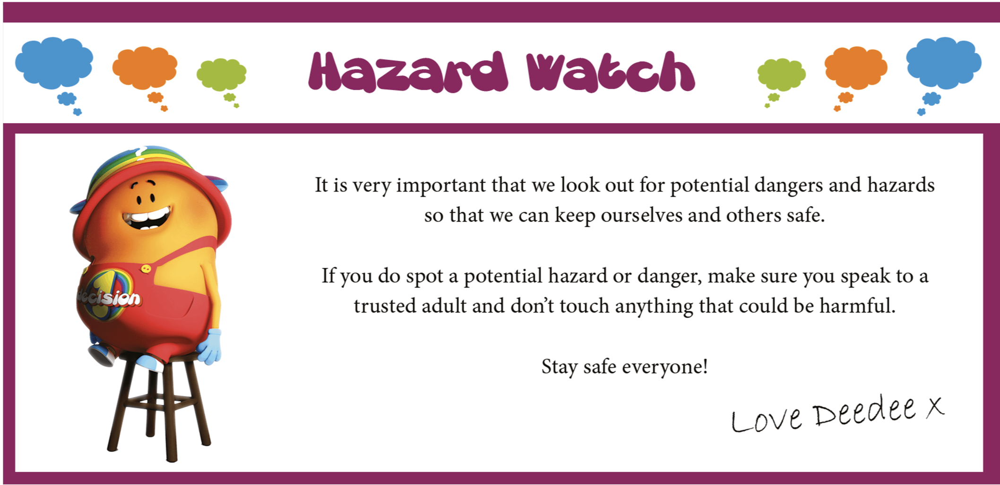 Hazard Watch
?
It is very important that we look out for potential dangers and hazards
so that we can keep ourselves and others safe.
If you do spot a potential hazard or danger, make sure you speak to a
trusted adult and don’t touch anything that could be harmful.
Stay safe everyone!
Love Deedee x
1
decision